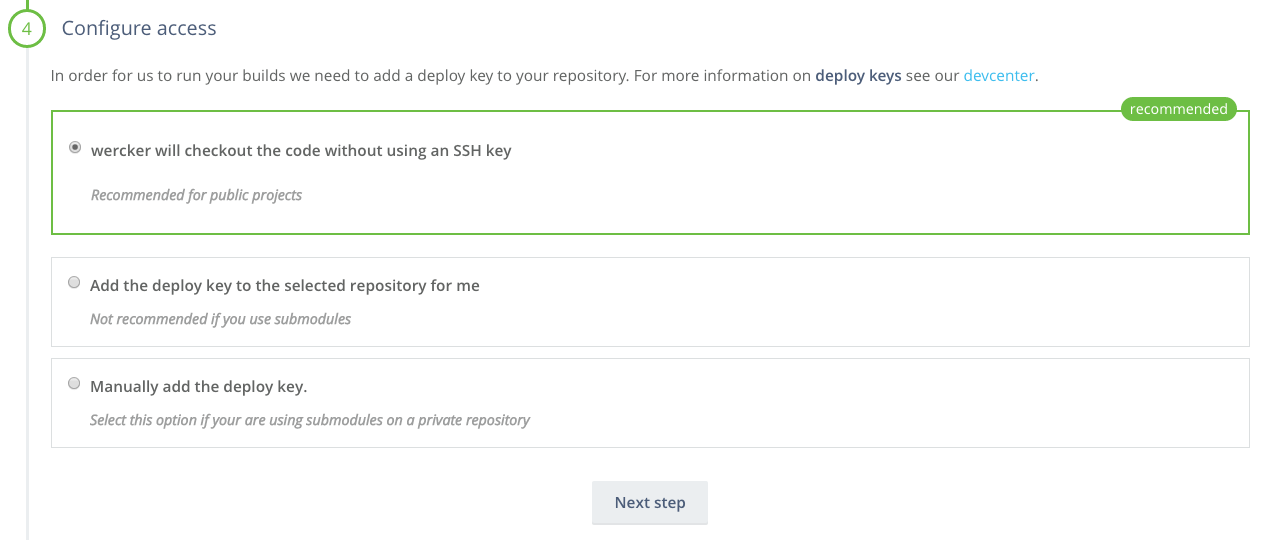 4
Configure access
In order for us to run your builds we need to add a deploy key to your repository. For more information on deploy keys see our devcenter.
recommended
wercker will checkout the code without using an SSH key
Recommended for public projects
Add the deploy key to the selected repository for me
Not recommended if you use submodules
Manually add the deploy key.
Select this option if your are using submodules on a private repository
Next step